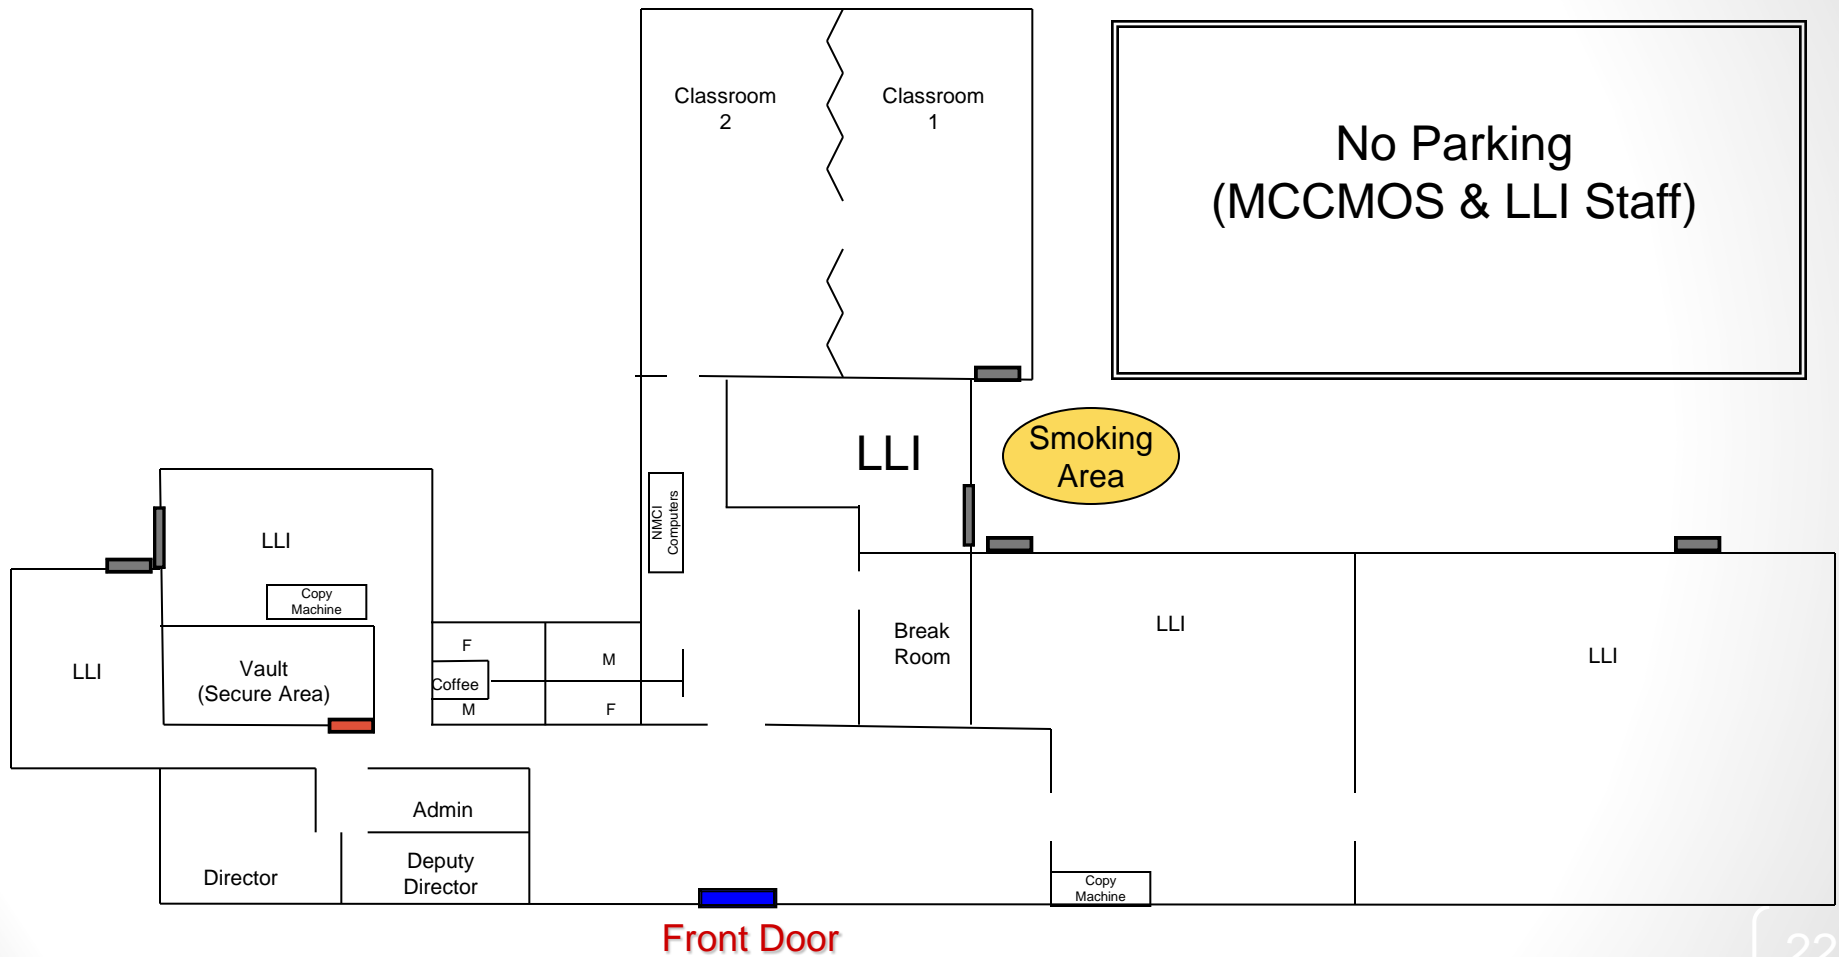 Classroom
2
Classroom
1
No Parking
(MCCMOS & LLI Staff)
LLI
Smoking
Area
NMCI
Computers
LLI
Copy
Machine
LLI
Vault
(Secure Area)
F
M
Coffee
M
F
Break
Room
LLI
LLI
Admin
Director
Deputy
Director
Copy
Machine
Front Door
22